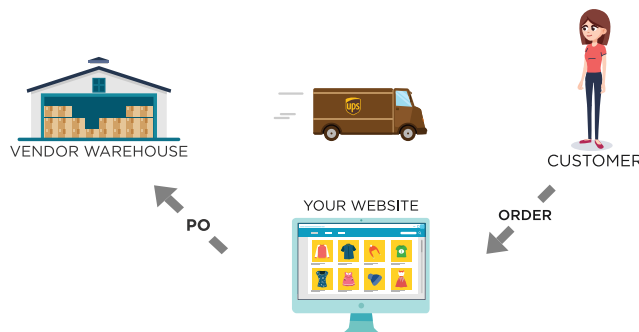 ups
VENDOR WAREHOUSE
CUSTOMER
YOUR WEBSITE
PO
ORDER